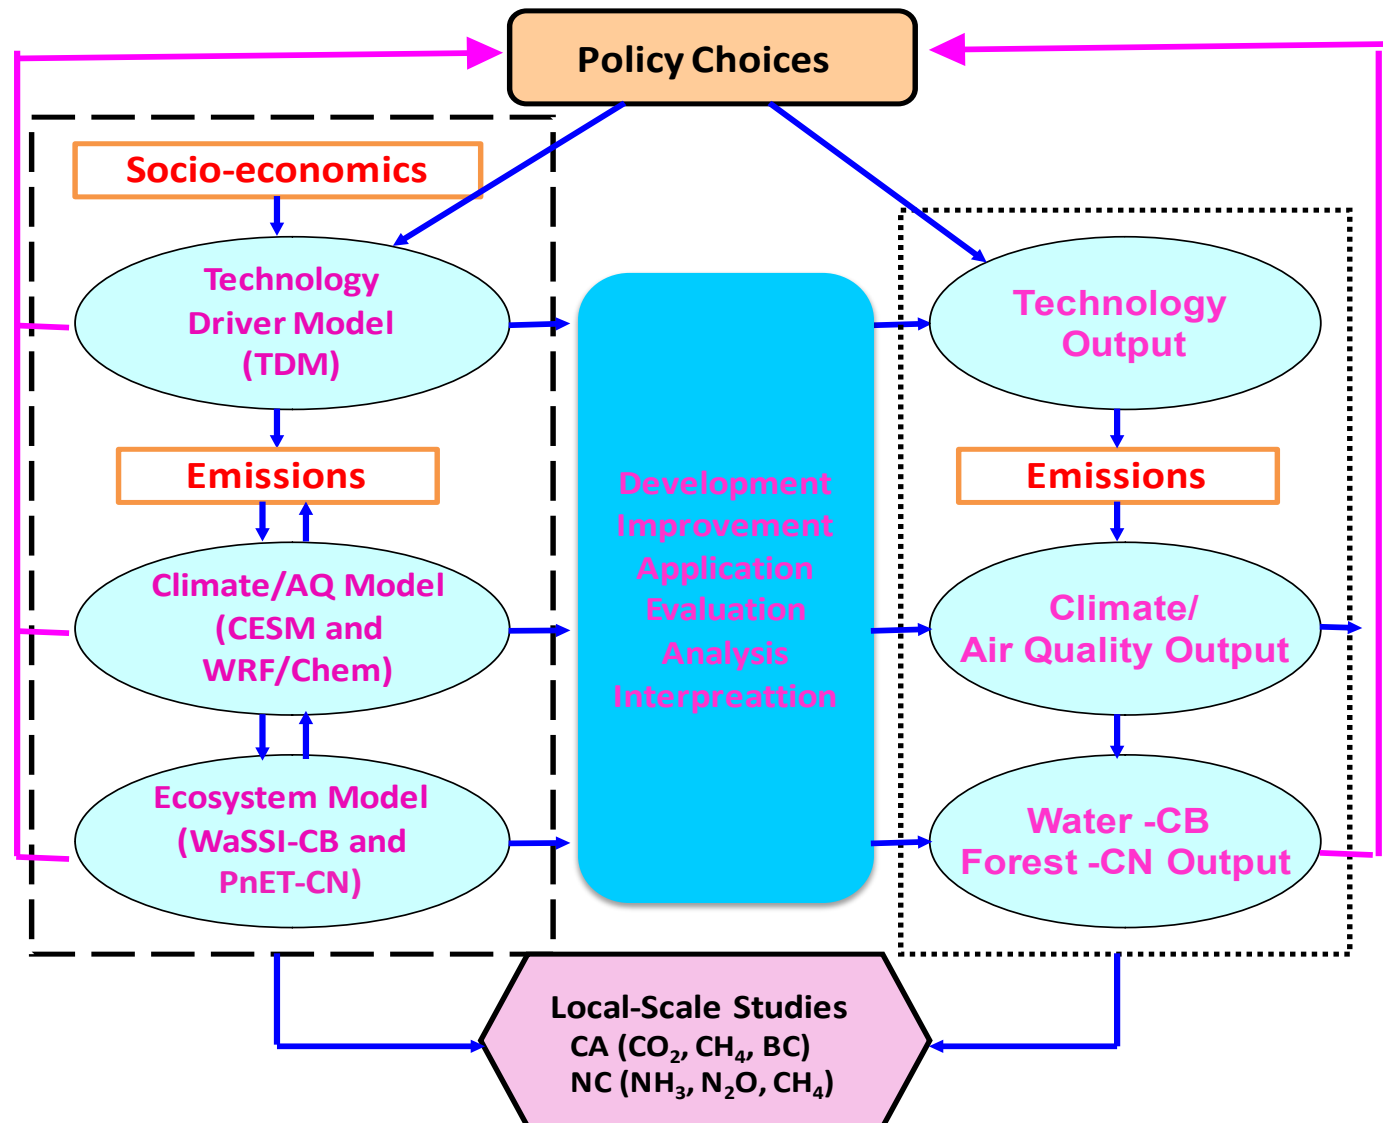 Policy Choices
Socio-economics
Technology
Driver Model
(TDM)
Emissions
Climate/AQ Model
(CESM and
WRF/Chem)
Ecosystem Model
(WaSSI-CB and
PnET-CN)
Development
Improvement
Application
Evaluation
Analysis
Interpreattion
Technology
Output
Emissions
Climate/
Air Quality Output
Water -CB
Forest -CN Output
Local-Scale Studies
CA (CO₂, CH₄, BC)
NC (NH₃, N₂O, CH₄)